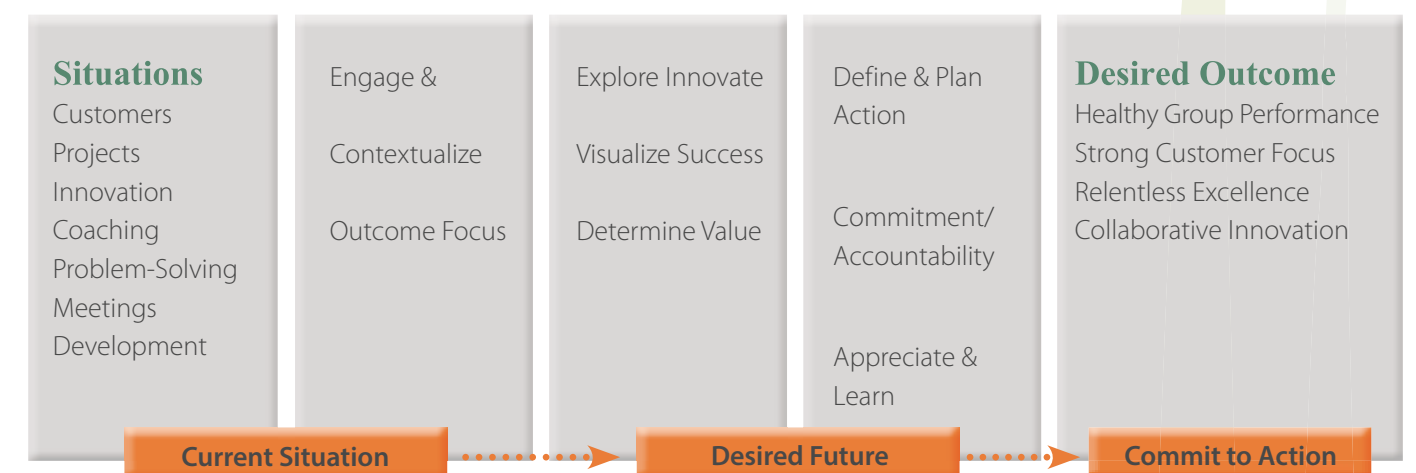 Situations
Customers
Projects
Innovation
Coaching
Problem-Solving
Meetings
Development
Engage &
Contextualize
Outcome Focus
Explore Innovate
Visualize Success
Determine Value
Define & Plan
Action
Commitment/
Accountability
Appreciate &
Learn
Desired Outcome
Healthy Group Performance
Strong Customer Focus
Relentless Excellence
Collaborative Innovation
Current Situation
Desired Future
Commit to Action